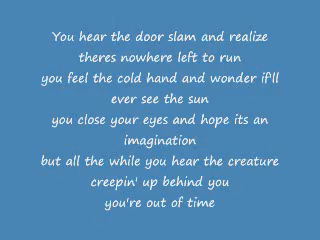 You hear the door slam and realize
theres nowhere left to run
you feel the cold hand and wonder if'll
ever see the sun
you close your eyes and hope its an
imagination
but all the while you hear the creature
creepin' up behind you
you're out of time